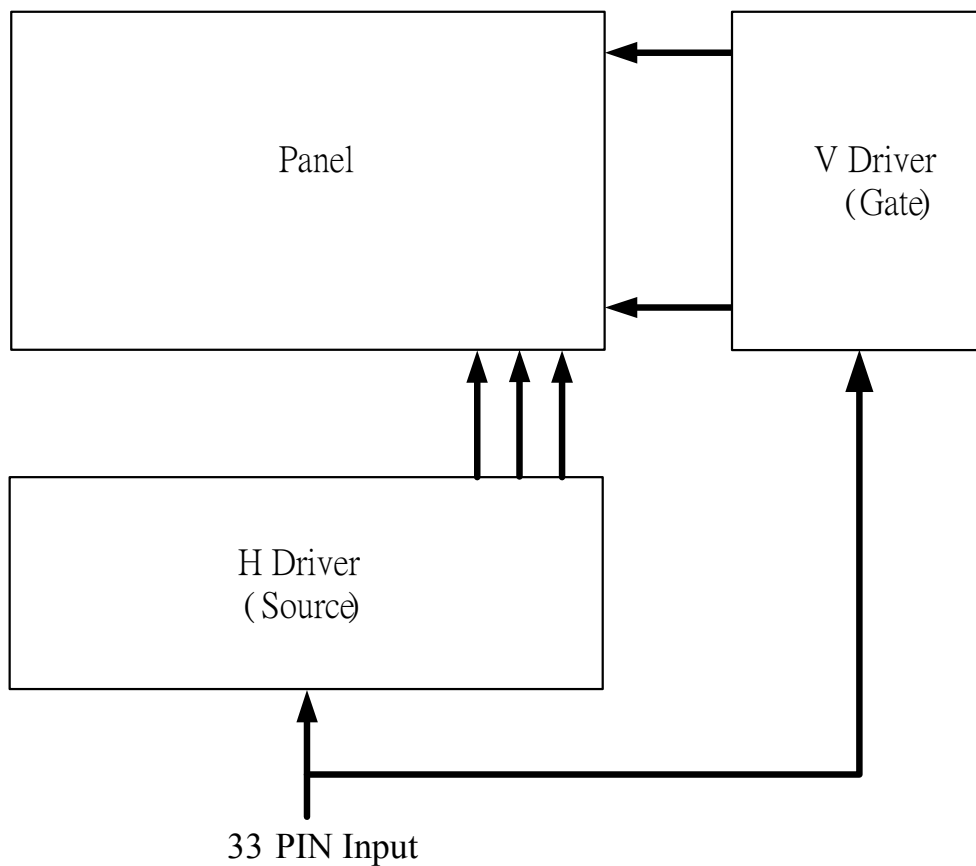 Panel
V Driver
(Gate)
H Driver
(Source)
33 PIN Input